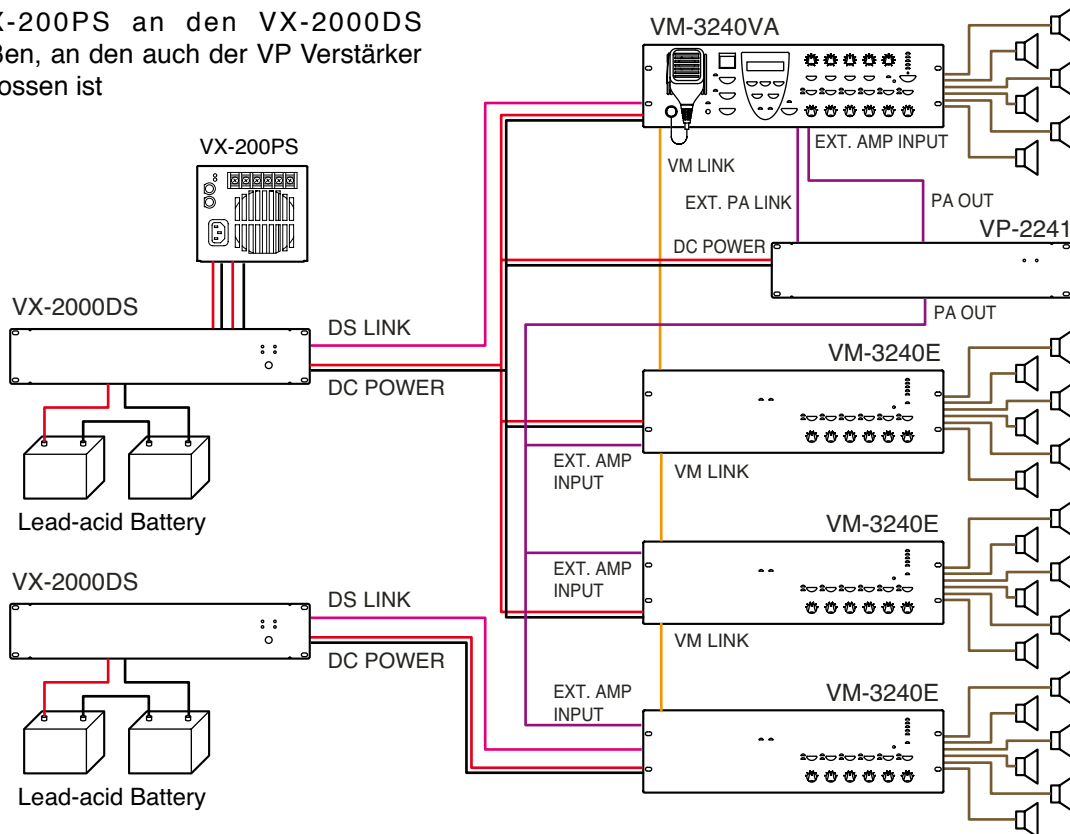 X-200PS an den VX-2000DS
en, an den auch der VP Verstärker
ossen ist
VM-3240VA
VX-200PS
EXT. AMP INPUT
VM LINK
EXT. PA LINK
PA OUT
VP-2241
DC POWER
VX-2000DS
DS LINK
PA OUT
DC POWER
VM-3240E
EXT. AMP
INPUT
VM LINK
Lead-acid Battery
VM-3240E
EXT. AMP
INPUT
VX-2000DS
DS LINK
VM LINK
DC POWER
EXT. AMP
INPUT
VM-3240E
Lead-acid Battery